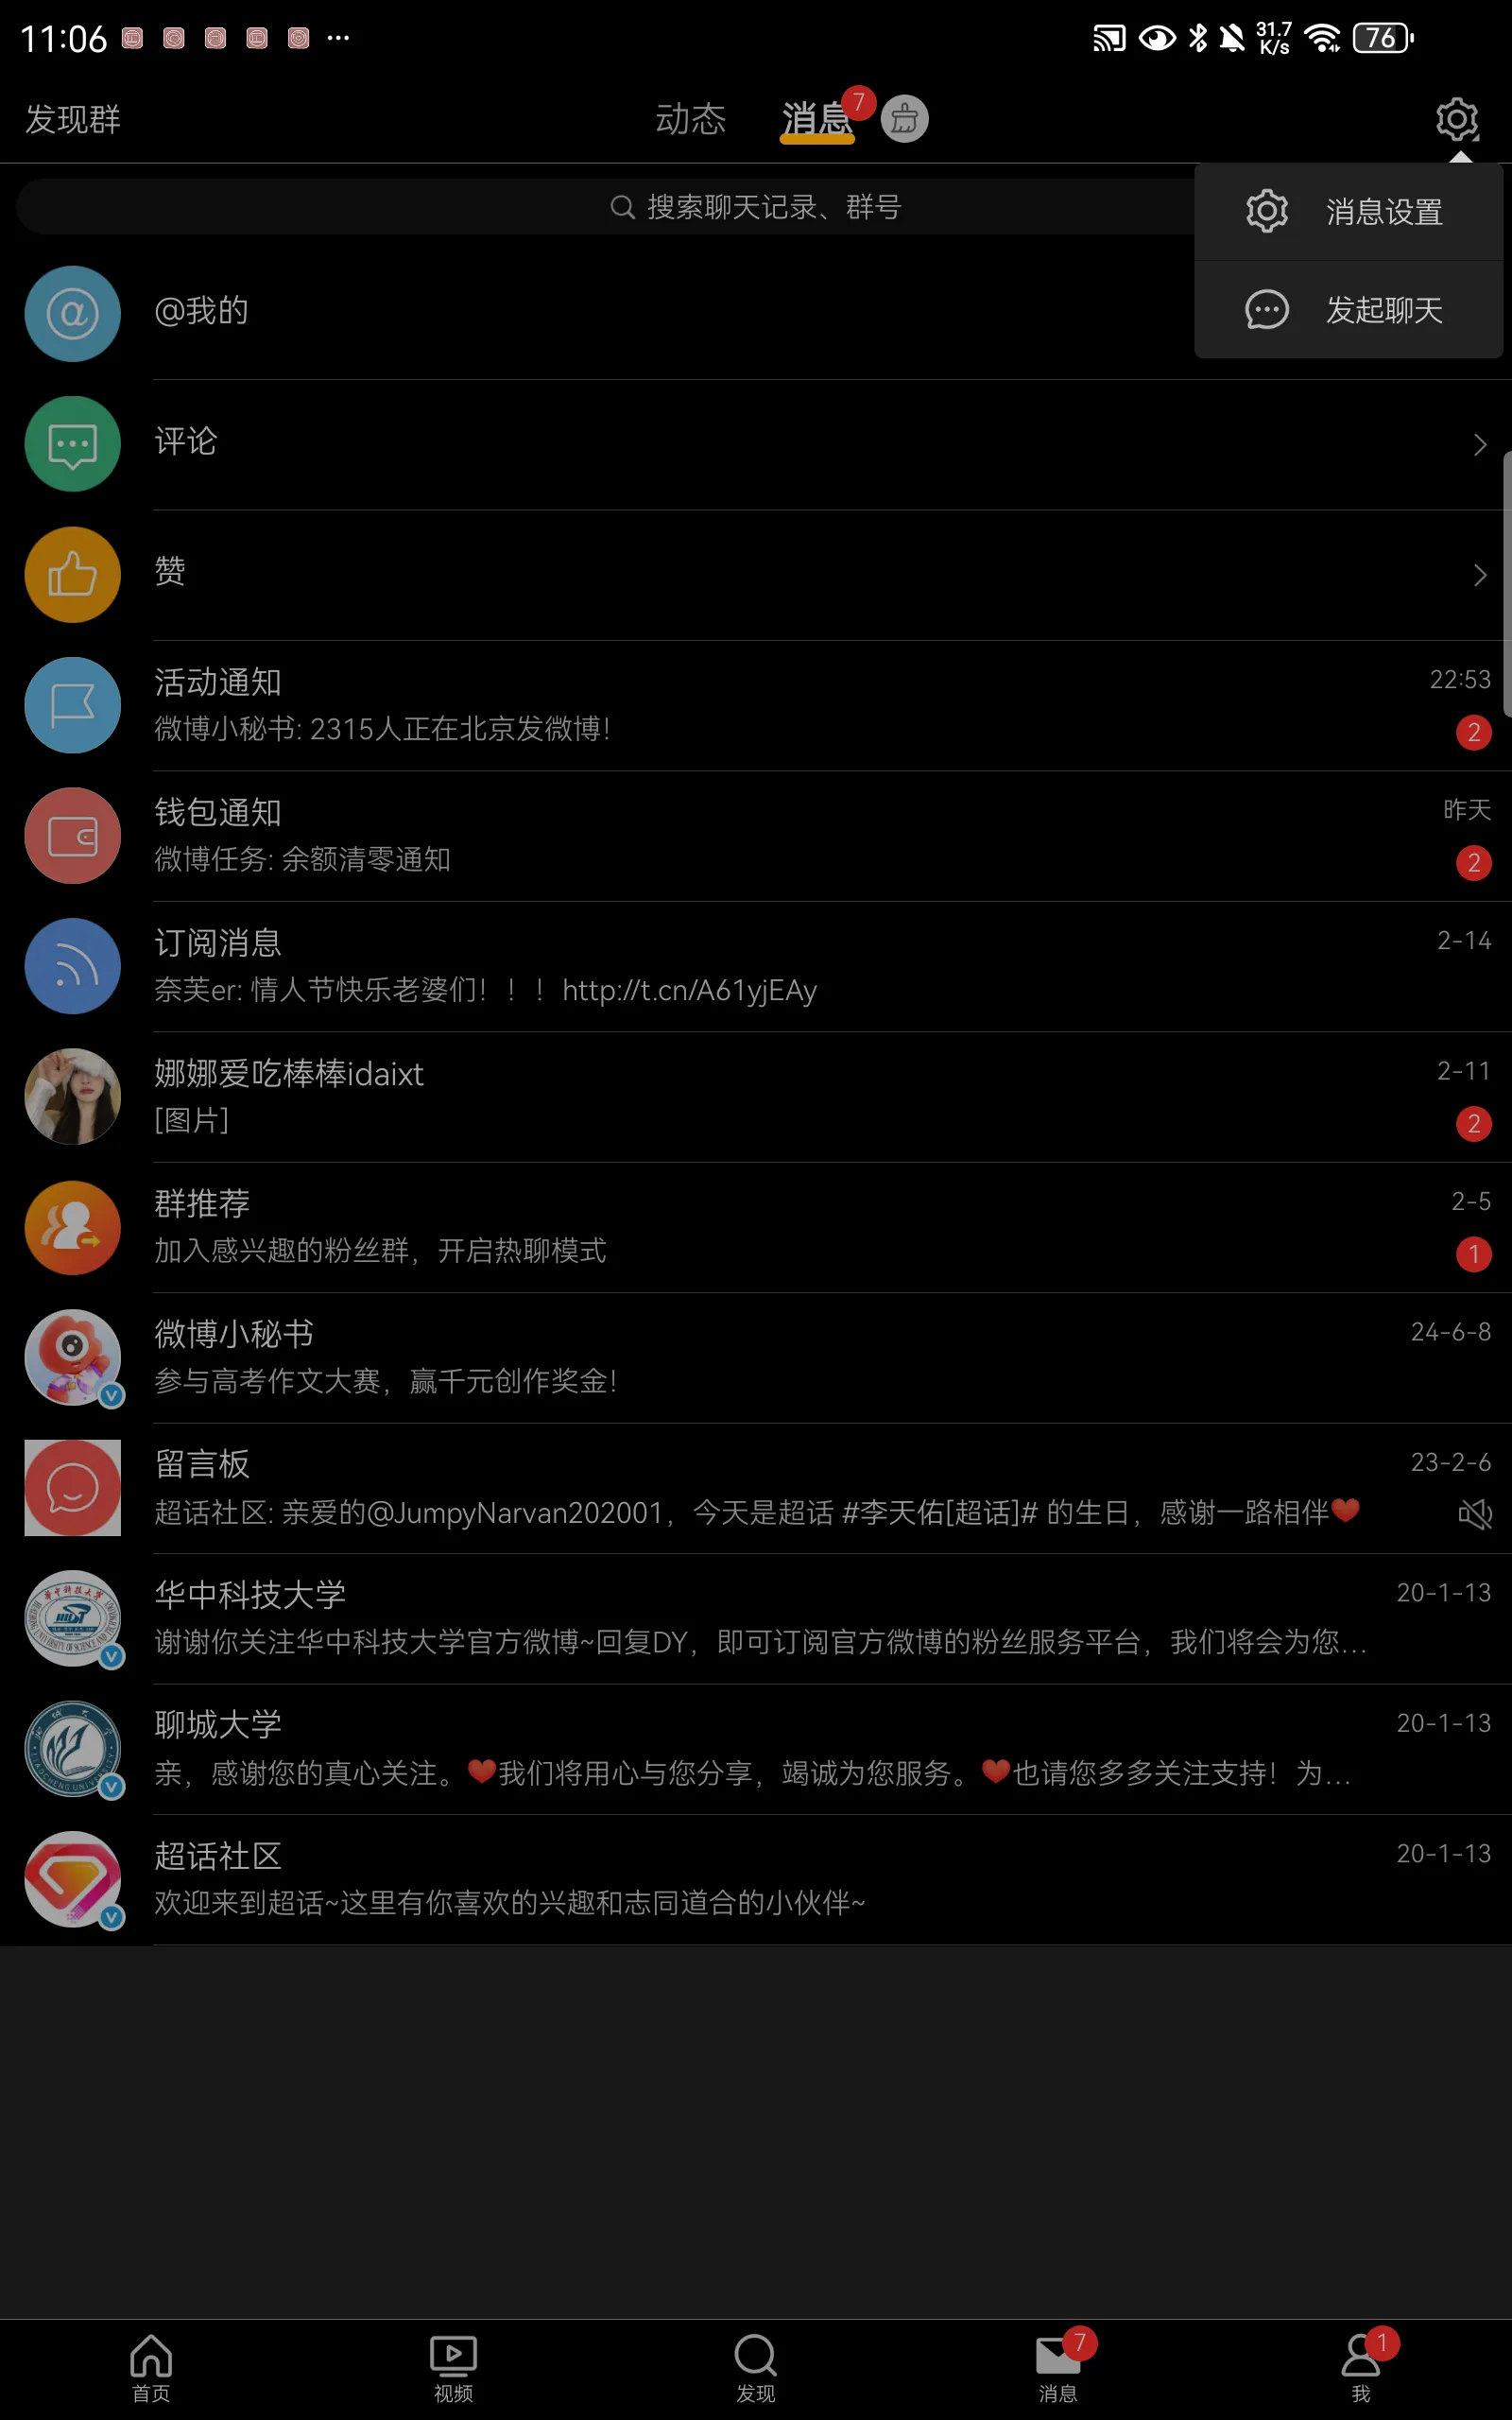 11:06
31.7
K/s
76
发现群
动态
消息
7
搜索聊天记录、群号
消息设置
发起聊天
@我的
评论
赞
活动通知
22:53
微博小秘书: 2315人正在北京发微博!
2
钱包通知
昨天
微博任务: 余额清零通知
2
订阅消息
2-14
奈芙er: 情人节快乐老婆们！！！http://t.cn/A61yjEAy
娜娜爱吃棒棒idaixt
2-11
[图片]
2
群推荐
2-5
加入感兴趣的粉丝群，开启热聊模式
1
微博小秘书
24-6-8
参与高考作文大赛，赢千元创作奖金!
留言板
23-2-6
超话社区: 亲爱的@JumpyNarvan202001，今天是超话 #李天佑[超话]# 的生日，感谢一路相伴❤️
华中科技大学
20-1-13
谢谢你关注华中科技大学官方微博~回复DY，即可订阅官方微博的粉丝服务平台，我们将会为您...
聊城大学
20-1-13
亲，感谢您的真心关注。❤️我们将用心与您分享，竭诚为您服务。❤️也请您多多关注支持！为...
超话社区
20-1-13
欢迎来到超话~这里有你喜欢的兴趣和志同道合的小伙伴~
首页
视频
发现
7
消息
1
我